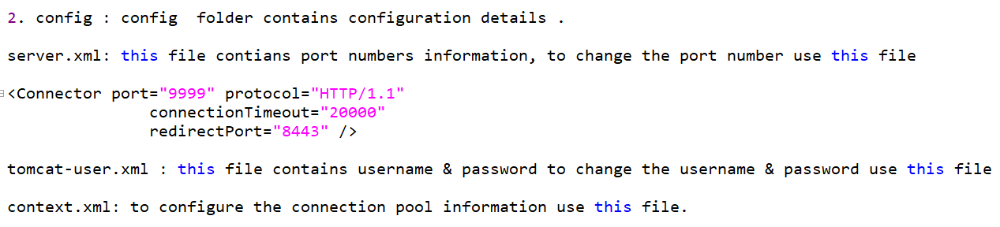 2. config : config  folder contains configuration details .
server.xml: this file contians port numbers information, to change the port number use this file
<Connector port="9999" protocol="HTTP/1.1"
connectionTimeout="20000"
redirectPort="8443" />
tomcat-user.xml : this file contains username & password to change the username & password use this file
context.xml: to configure the connection pool information use this file.